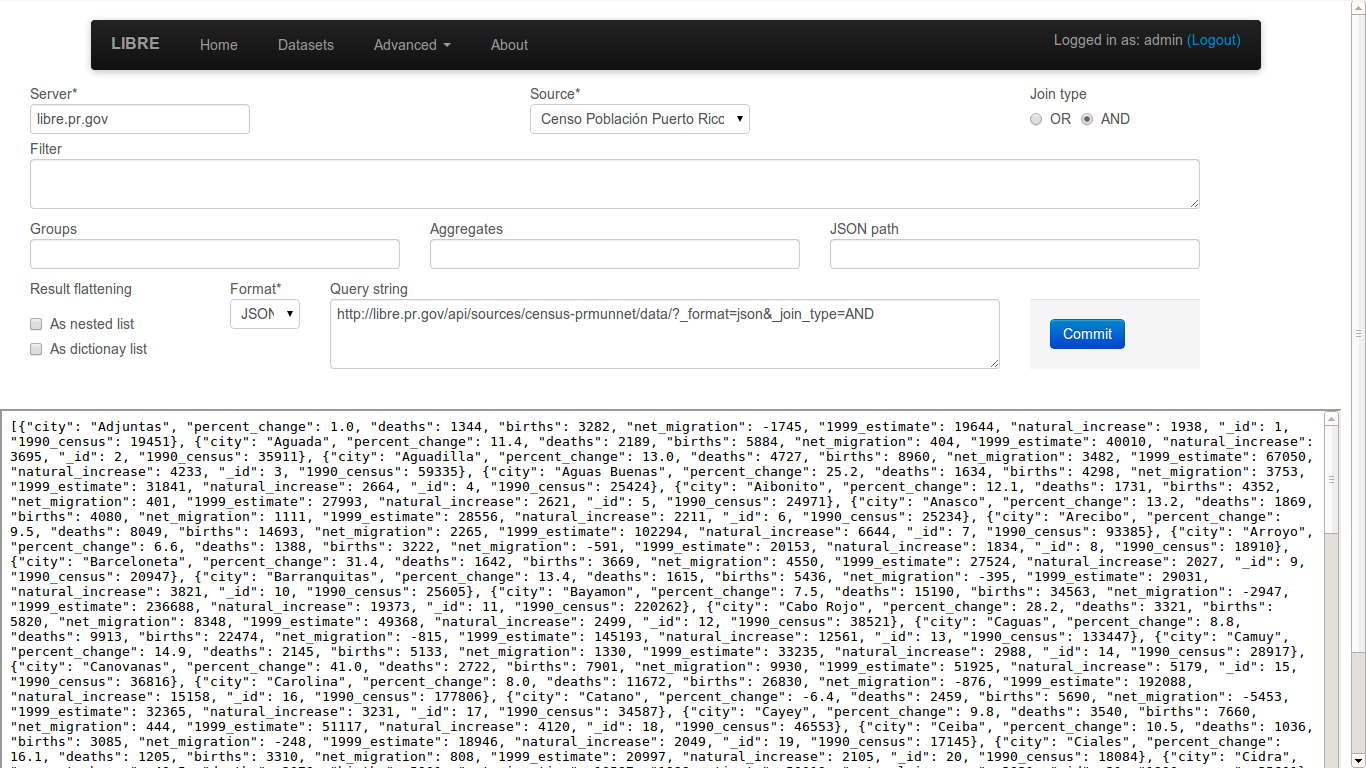 LIBRE Home Datasets Advanced About Logged in as: admin (Logout)
Server* Source* Join type
libre.pr.gov Censo Población Puerto Rico OR AND
Filter
Groups Aggregates JSON path
Result flattening Format* Query string
As nested list JSON http://libre.pr.gov/api/sources/census-prmunnet/data/?_format=json&_join_type=AND Commit
As dictionay list
[{"city": "Adjuntas", "percent_change": 1.0, "deaths": 1344, "births": 3282, "net_migration": -1745, "1999_estimate": 19644, "natural_increase": 1938, "_id": 1,
"1990_census": 19451}, {"city": "Aguada", "percent_change": 11.4, "deaths": 2189, "births": 5884, "net_migration": 404, "1999_estimate": 40010, "natural_increase":
3695, "_id": 2, "1990_census": 35911}, {"city": "Aguadilla", "percent_change": 13.0, "deaths": 4727, "births": 8960, "net_migration": 3482, "1999_estimate": 67050,
"natural_increase": 4233, "_id": 3, "1990_census": 59335}, {"city": "Aguas Buenas", "percent_change": 25.2, "deaths": 1634, "births": 4298, "net_migration": 3753,
"1999_estimate": 31841, "natural_increase": 2664, "_id": 4, "1990_census": 25424}, {"city": "Aibonito", "percent_change": 12.1, "deaths": 1731, "births": 4352,
"net_migration": 401, "1999_estimate": 27993, "natural_increase": 2621, "_id": 5, "1990_census": 24971}, {"city": "Anasco", "percent_change": 13.2, "deaths": 1869,
"births": 4080, "net_migration": 1111, "1999_estimate": 28556, "natural_increase": 2211, "_id": 6, "1990_census": 25234}, {"city": "Arecibo", "percent_change":
9.5, "deaths": 8049, "births": 14693, "net_migration": 2265, "1999_estimate": 102294, "natural_increase": 6644, "_id": 7, "1990_census": 93385}, {"city": "Arroyo",
"percent_change": 6.6, "deaths": 1388, "births": 3222, "net_migration": -591, "1999_estimate": 20153, "natural_increase": 1834, "_id": 8, "1990_census": 18910},
{"city": "Barceloneta", "percent_change": 31.4, "deaths": 1642, "births": 3669, "net_migration": 4550, "1999_estimate": 27524, "natural_increase": 2027, "_id": 9,
"1990_census": 20947}, {"city": "Barranquitas", "percent_change": 13.4, "deaths": 1615, "births": 5436, "net_migration": -395, "1999_estimate": 29031,
"natural_increase": 3821, "_id": 10, "1990_census": 25605}, {"city": "Bayamon", "percent_change": 7.5, "deaths": 15190, "births": 34563, "net_migration": -2947,
"1999_estimate": 236688, "natural_increase": 19373, "_id": 11, "1990_census": 220262}, {"city": "Cabo Rojo", "percent_change": 28.2, "deaths": 3321, "births":
5820, "net_migration": 8348, "1999_estimate": 49368, "natural_increase": 2499, "_id": 12, "1990_census": 38521}, {"city": "Caguas", "percent_change": 8.8,
"deaths": 9913, "births": 22474, "net_migration": -815, "1999_estimate": 145193, "natural_increase": 12561, "_id": 13, "1990_census": 133447}, {"city": "Camuy",
"percent_change": 14.9, "deaths": 2145, "births": 5133, "net_migration": 1330, "1999_estimate": 33235, "natural_increase": 2988, "_id": 14, "1990_census": 28917},
{"city": "Canovanas", "percent_change": 41.0, "deaths": 2722, "births": 7901, "net_migration": 9930, "1999_estimate": 51925, "natural_increase": 5179, "_id": 15,
"1990_census": 36816}, {"city": "Carolina", "percent_change": 8.0, "deaths": 11672, "births": 26830, "net_migration": -876, "1999_estimate": 192088,
"natural_increase": 15158, "_id": 16, "1990_census": 177806}, {"city": "Catano", "percent_change": -6.4, "deaths": 2459, "births": 5690, "net_migration": -5453,
"1999_estimate": 32365, "natural_increase": 3231, "_id": 17, "1990_census": 34587}, {"city": "Cayey", "percent_change": 9.8, "deaths": 3540, "births": 7660,
"net_migration": 444, "1999_estimate": 51117, "natural_increase": 4120, "_id": 18, "1990_census": 46553}, {"city": "Ceiba", "percent_change": 10.5, "deaths": 1036,
"births": 3085, "net_migration": -248, "1999_estimate": 18946, "natural_increase": 2049, "_id": 19, "1990_census": 17145}, {"city": "Ciales", "percent_change":
16.1, "deaths": 1205, "births": 3310, "net_migration": 808, "1999_estimate": 20997, "natural_increase": 2105, "_id": 20, "1990_census": 18084}, {"city": "Cidra",